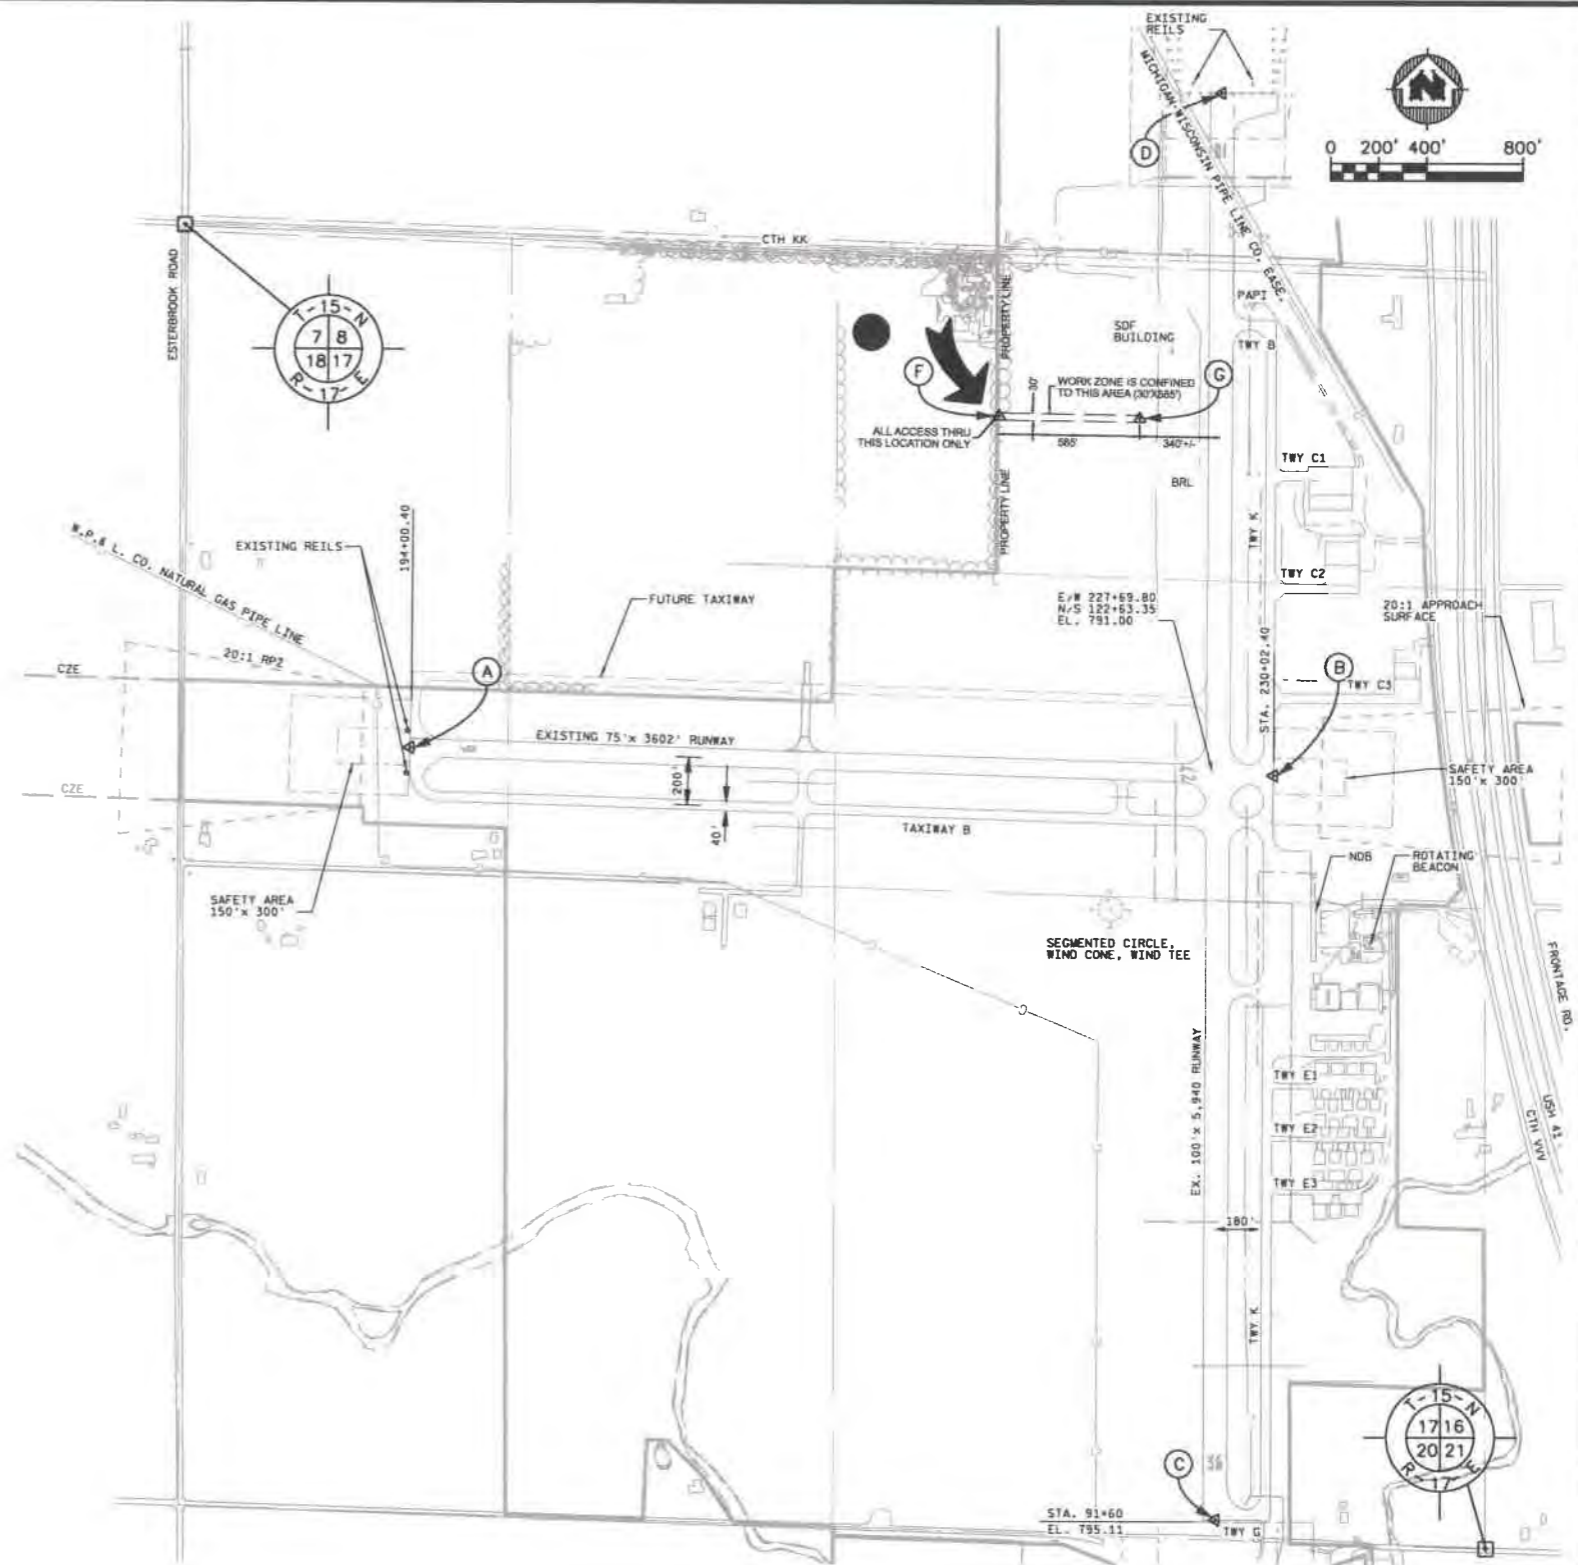 EXISTING
REILS
N
0 200' 400' 800'
MICHIGAN-WISCONSIN PIPE LINE CO. EASE.
D
CTH KK
ESTERBROOK ROAD
T-15-N
7 8
18 17
R-17-E
PROPERTY LINE
PAPI
SDF
BUILDING
TWY B
F
G
30'
WORK ZONE IS CONFINED
TO THIS AREA (30'X585')
ALL ACCESS THRU
THIS LOCATION ONLY
585'
340'+/-
PROPERTY LINE
BRL
TWY C1
TWY K
TWY C2
W.P.& L. CO. NATURAL GAS PIPE LINE
EXISTING REILS
194+00.40
FUTURE TAXIWAY
E/W 227+69.80
N/S 122+63.35
EL. 791.00
20:1 APPROACH
SURFACE
STA. 230+02.40
CZE
20:1 RPZ
A
B
TWY C3
EXISTING 75'x 3602' RUNWAY
200'
27
SAFETY AREA
150'x 300'
CZE
40'
TAXIWAY B
NDB
ROTATING
BEACON
SAFETY AREA
150'x 300'
SEGMENTED CIRCLE,
WIND CONE, WIND TEE
FRONTAGE RD.
EX. 100'x 5,940 RUNWAY
TWY E1
USH 41
CTH VVV
TWY E2
TWY E3
180'
TWY K
T-15-N
17 16
20 21
R-17-E
C
36
STA. 91+60
EL. 795.11
TWY G